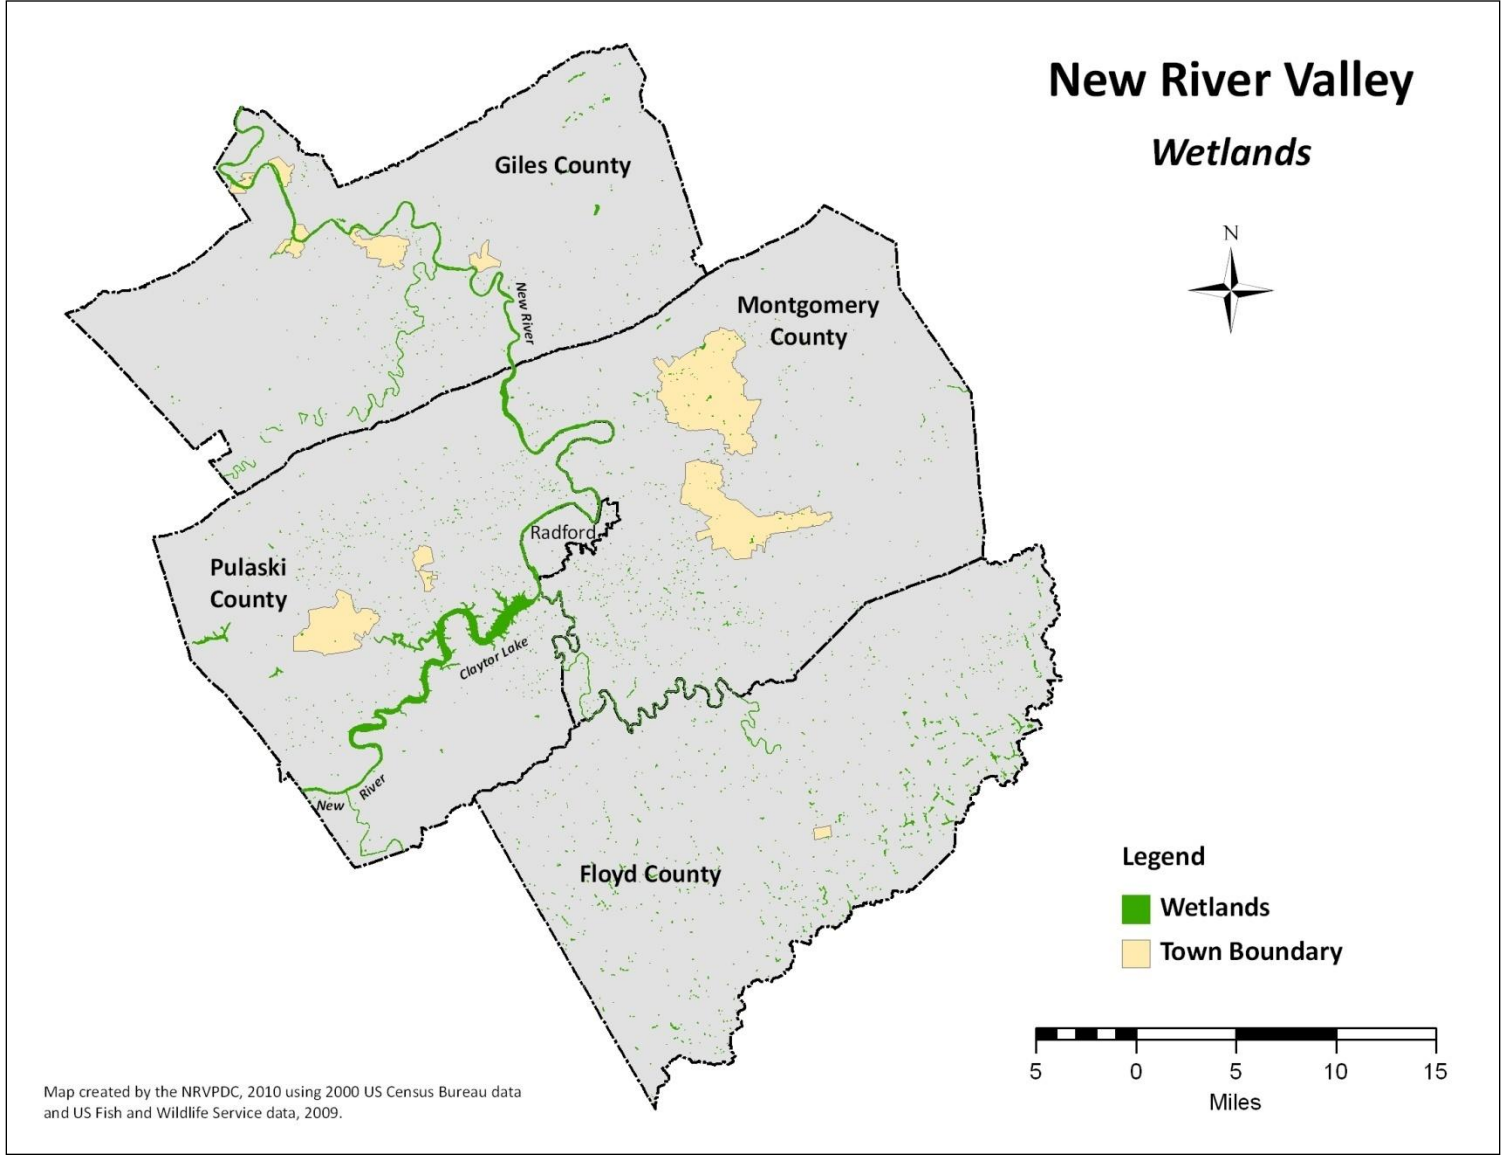 New River Valley
Wetlands
N
Giles County
New River
Montgomery
County
Radford
Pulaski
County
Claytor Lake
New
River
Floyd County
Legend
Wetlands
Town Boundary
5 0 5 10 15
Miles
Map created by the NRVPDC, 2010 using 2000 US Census Bureau data
and US Fish and Wildlife Service data, 2009.